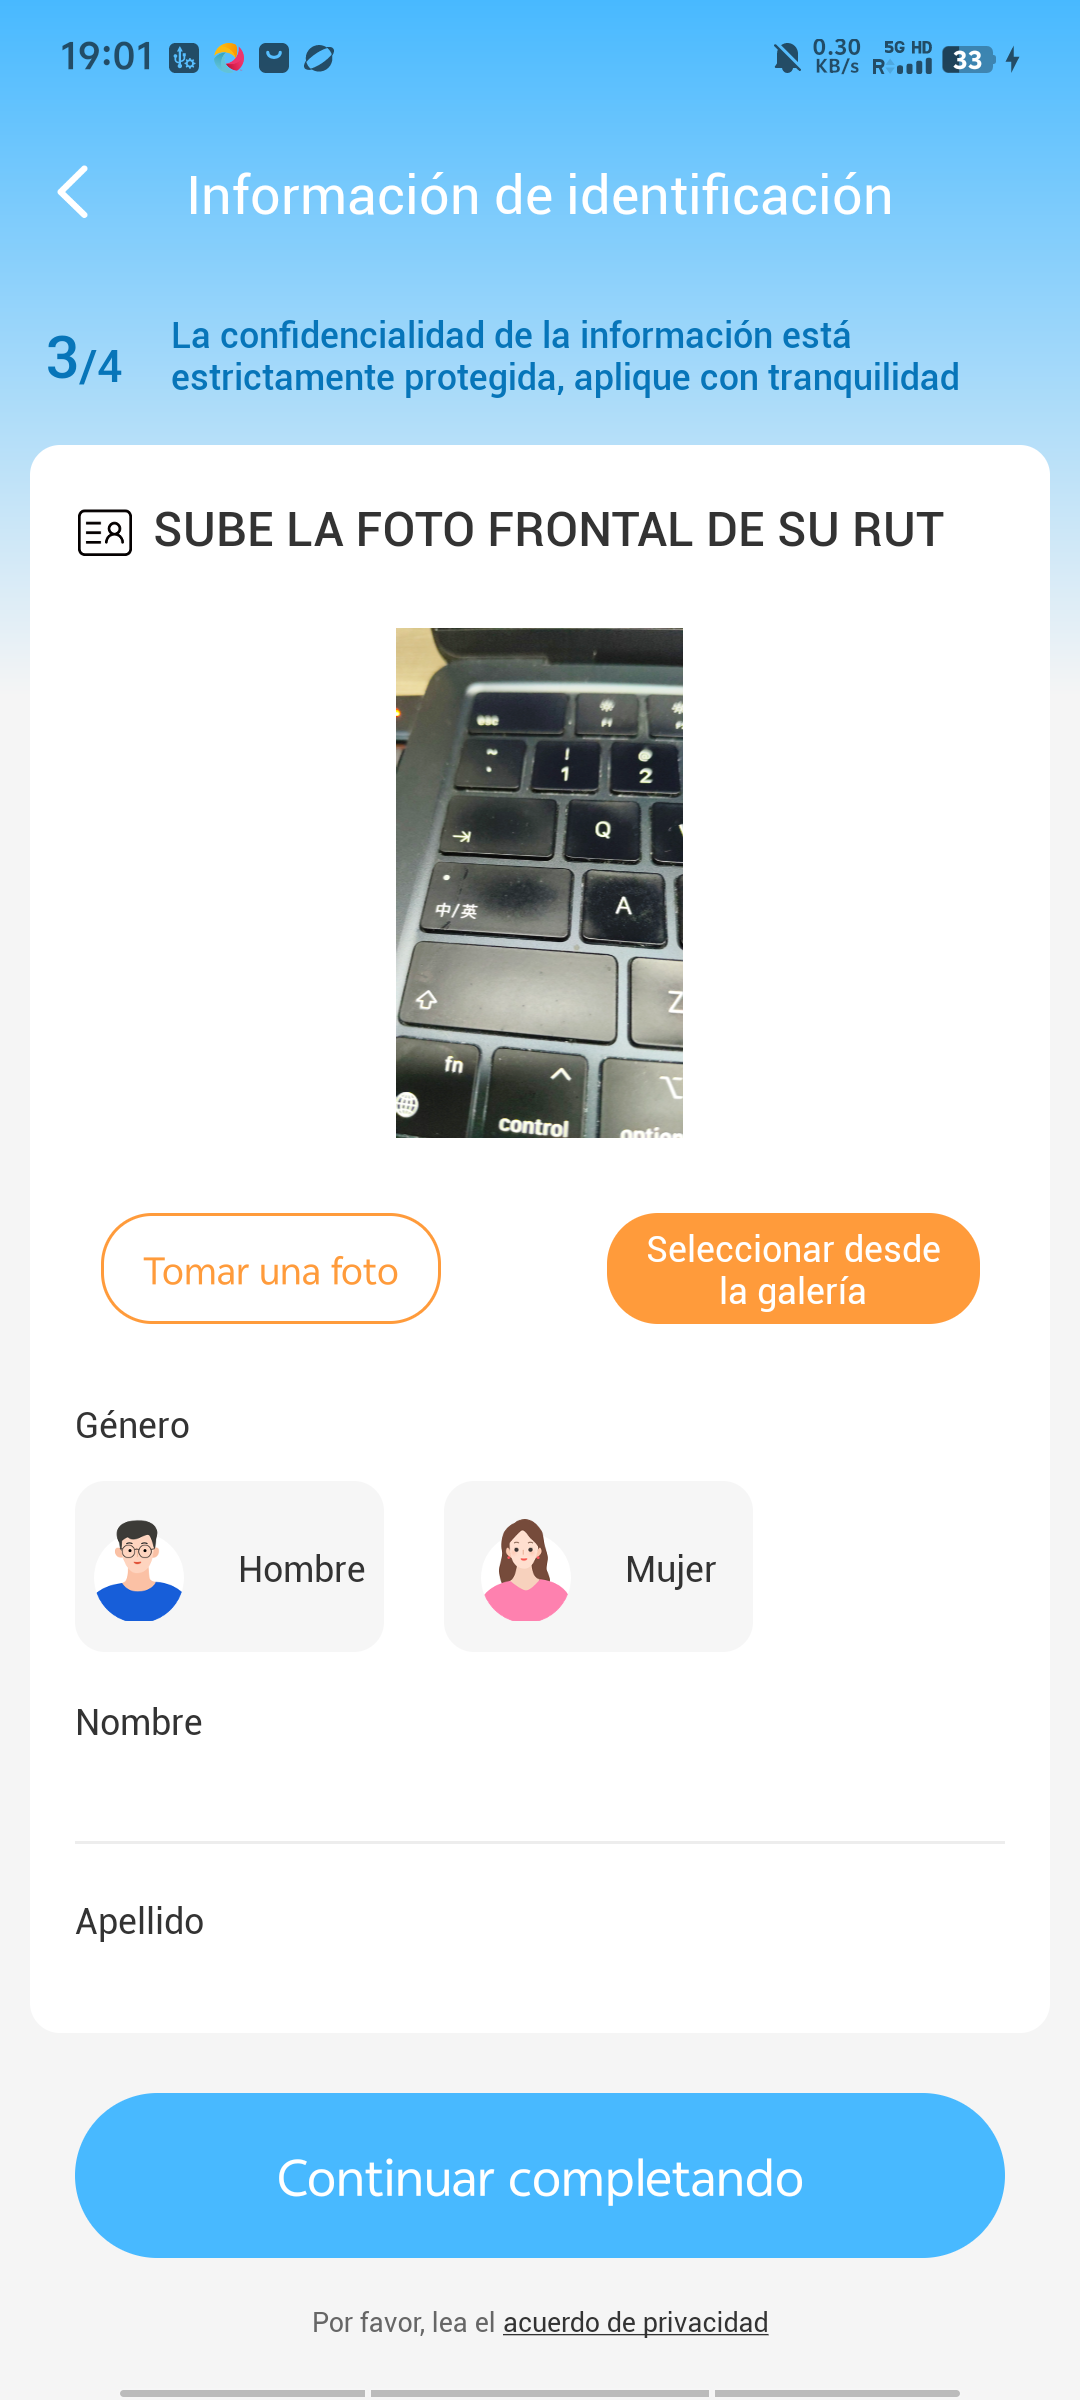 19:01
0.30
KB/s
5G HD
R
33
Información de identificación
3/4
La confidencialidad de la información está
estrictamente protegida, aplique con tranquilidad
SUBE LA FOTO FRONTAL DE SU RUT
esc
F1
~
!
1
@
2
Q
中/英
A
Z
fn
control
option
Tomar una foto
Seleccionar desde
la galería
Género
Hombre
Mujer
Nombre
Apellido
Continuar completando
Por favor, lea el acuerdo de privacidad